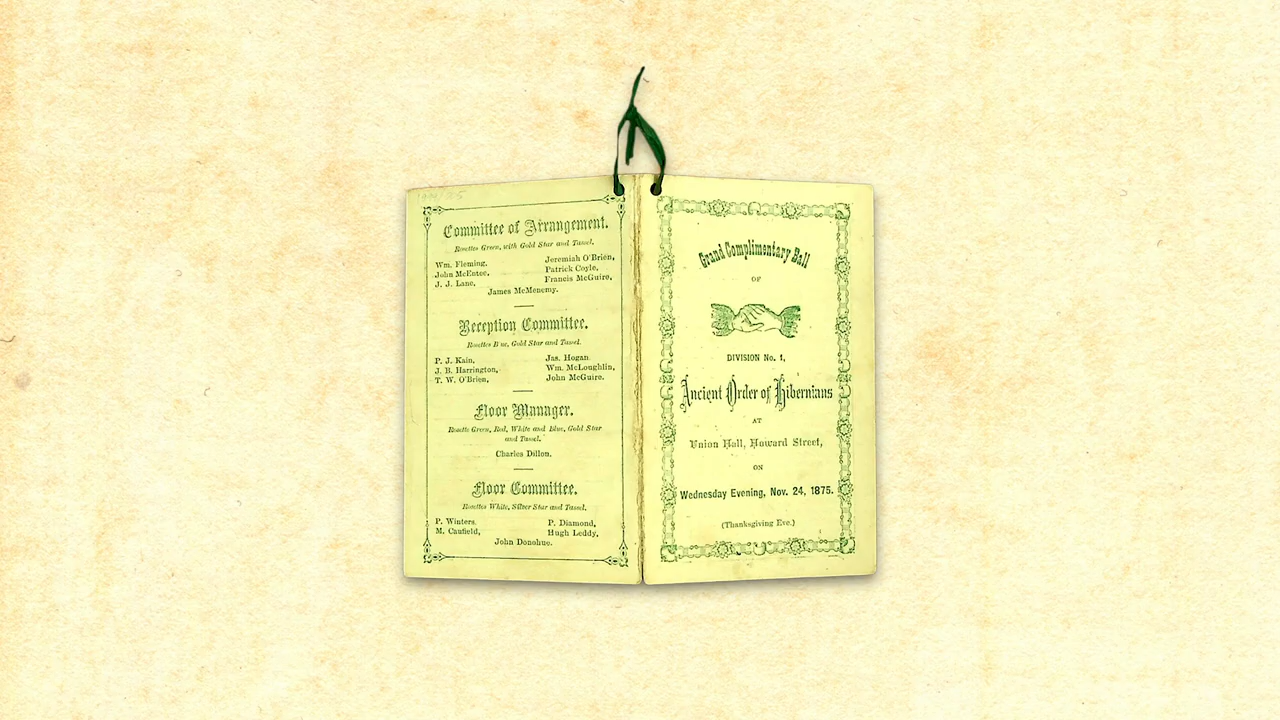 Committee of Arrangement.
Rosettes Green, with Gold Star and Tassel.
Wm. Fleming, Jeremiah O'Brien,
John McEntee, Patrick Coyle,
J. J. Lane, Francis McGuire,
James McMenemy.
Reception Committee.
Rosettes Blue, Gold Star and Tassel.
P. J. Kain, Jas. Hogan
J. B. Harrington, Wm. McLoughlin,
T. W. O'Brien, John McGuire.
Floor Manager.
Rosette Green, Red, White and Blue, Gold Star
and Tassel.
Charles Dillon.
Floor Committee.
Rosettes White, Silver Star and Tassel.
P. Winters, P. Diamond,
M. Caufield, Hugh Leddy,
John Donohue.
Grand Complimentary Ball
OF
DIVISION No. 1,
Ancient Order of Hibernians
AT
Union Hall, Howard Street,
ON
Wednesday Evening, Nov. 24, 1875.
(Thanksgiving Eve.)